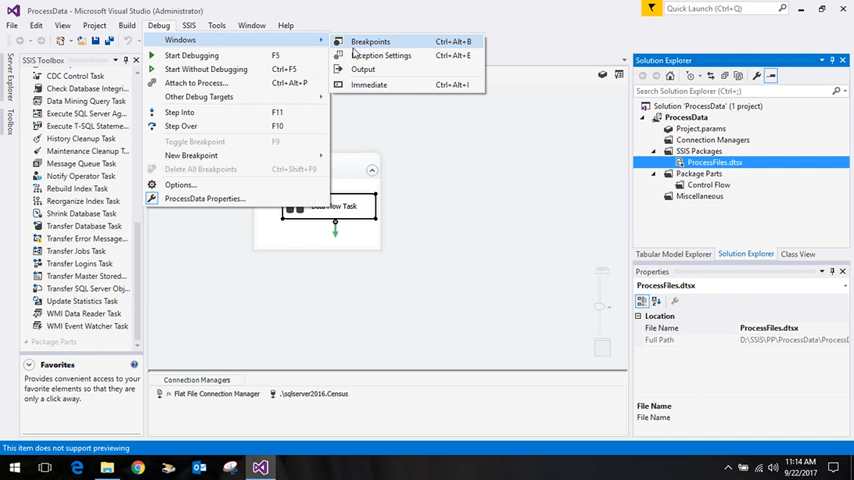 ProcessData - Microsoft Visual Studio (Administrator)
Quick Launch (Ctrl+Q)
File Edit View Project Build Debug SSIS Tools Window Help
Windows
Start Debugging F5
Start Without Debugging Ctrl+F5
Attach to Process... Ctrl+Alt+P
Other Debug Targets
Step Into F11
Step Over F10
Toggle Breakpoint F9
New Breakpoint
Delete All Breakpoints Ctrl+Shift+F9
Options...
ProcessData Properties...
Breakpoints Ctrl+Alt+B
Exception Settings Ctrl+Alt+E
Output
Immediate Ctrl+Alt+I
Server Explorer
Toolbox
SSIS Toolbox
CDC Control Task
Check Database Integri...
Data Mining Query Task
Execute SQL Server Age...
Execute T-SQL Stateme...
History Cleanup Task
Maintenance Cleanup T...
Message Queue Task
Notify Operator Task
Rebuild Index Task
Reorganize Index Task
Shrink Database Task
Transfer Database Task
Transfer Error Message...
Transfer Jobs Task
Transfer Logins Task
Transfer Master Stored...
Transfer SQL Server Obj...
Update Statistics Task
WMI Data Reader Task
WMI Event Watcher Task
Package Parts
Favorites
Provides convenient access to tasks
and components so they are only a
click away.
Data Flow Task
100%
Connection Managers
Flat File Connection Manager
.\sqlserver2016.Census
Solution Explorer
Search Solution Explorer (Ctrl+;)
Solution 'ProcessData' (1 project)
ProcessData
Project.params
Connection Managers
SSIS Packages
ProcessFiles.dtsx
Package Parts
Control Flow
Miscellaneous
Tabular Model Explorer Solution Explorer Class View
Properties
ProcessFiles.dtsx
Location
File Name ProcessFiles.dtsx
Full Path D:\SSIS\PP\ProcessData\ProcessD
File Name
File Name
This item does not support previewing
11:14 AM
9/22/2017